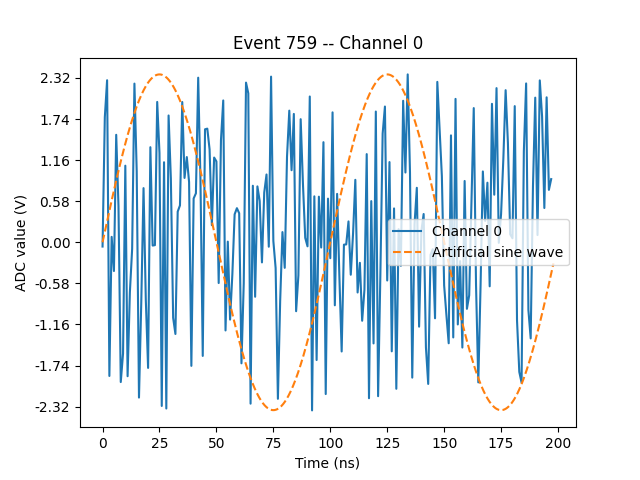 Event 759 -- Channel 0
ADC value (V)
2.32
1.74
1.16
0.58
0.00
-0.58
-1.16
-1.74
-2.32
Channel 0
Artificial sine wave
0 25 50 75 100 125 150 175 200
Time (ns)